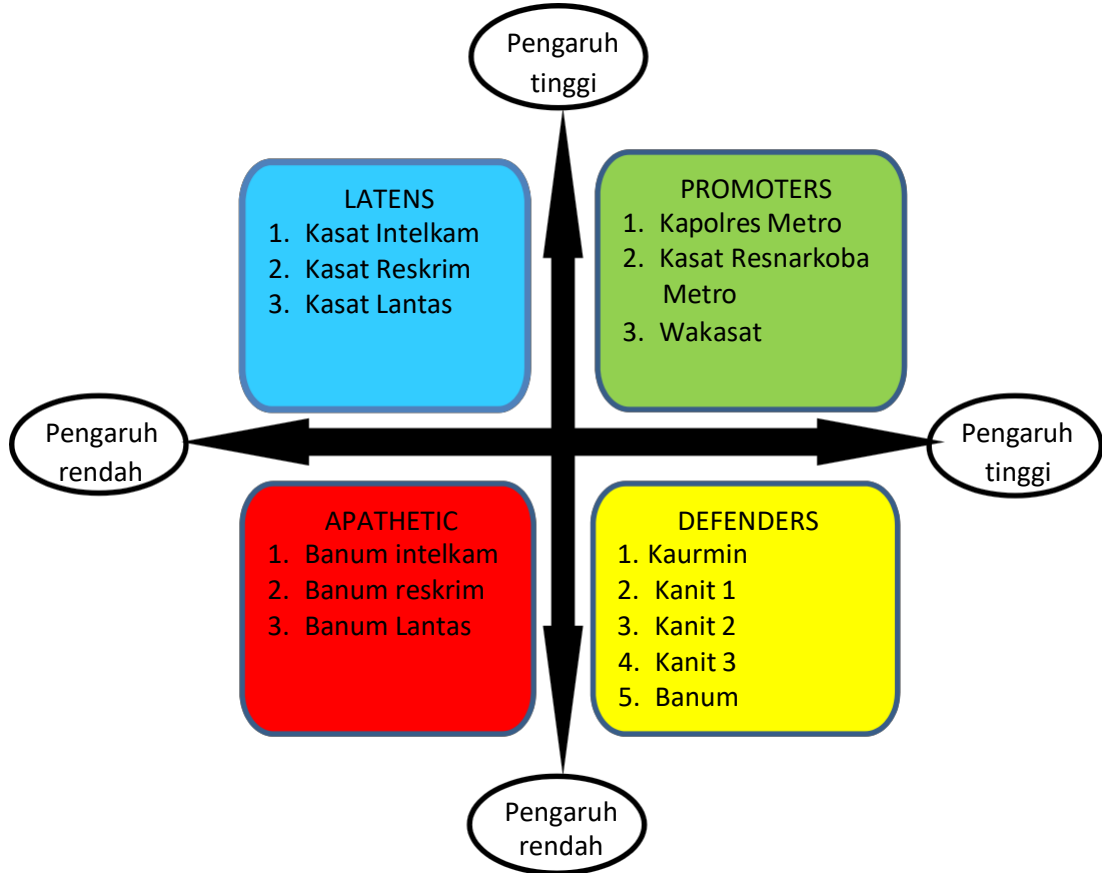 Pengaruh
tinggi
LATENS
1. Kasat Intelkam
2. Kasat Reskrim
3. Kasat Lantas
PROMOTERS
1. Kapolres Metro
2. Kasat Resnarkoba
Metro
3. Wakasat
Pengaruh
rendah
Pengaruh
tinggi
APATHETIC
1. Banum intelkam
2. Banum reskrim
3. Banum Lantas
DEFENDERS
1. Kaurmin
2. Kanit 1
3. Kanit 2
4. Kanit 3
5. Banum
Pengaruh
rendah